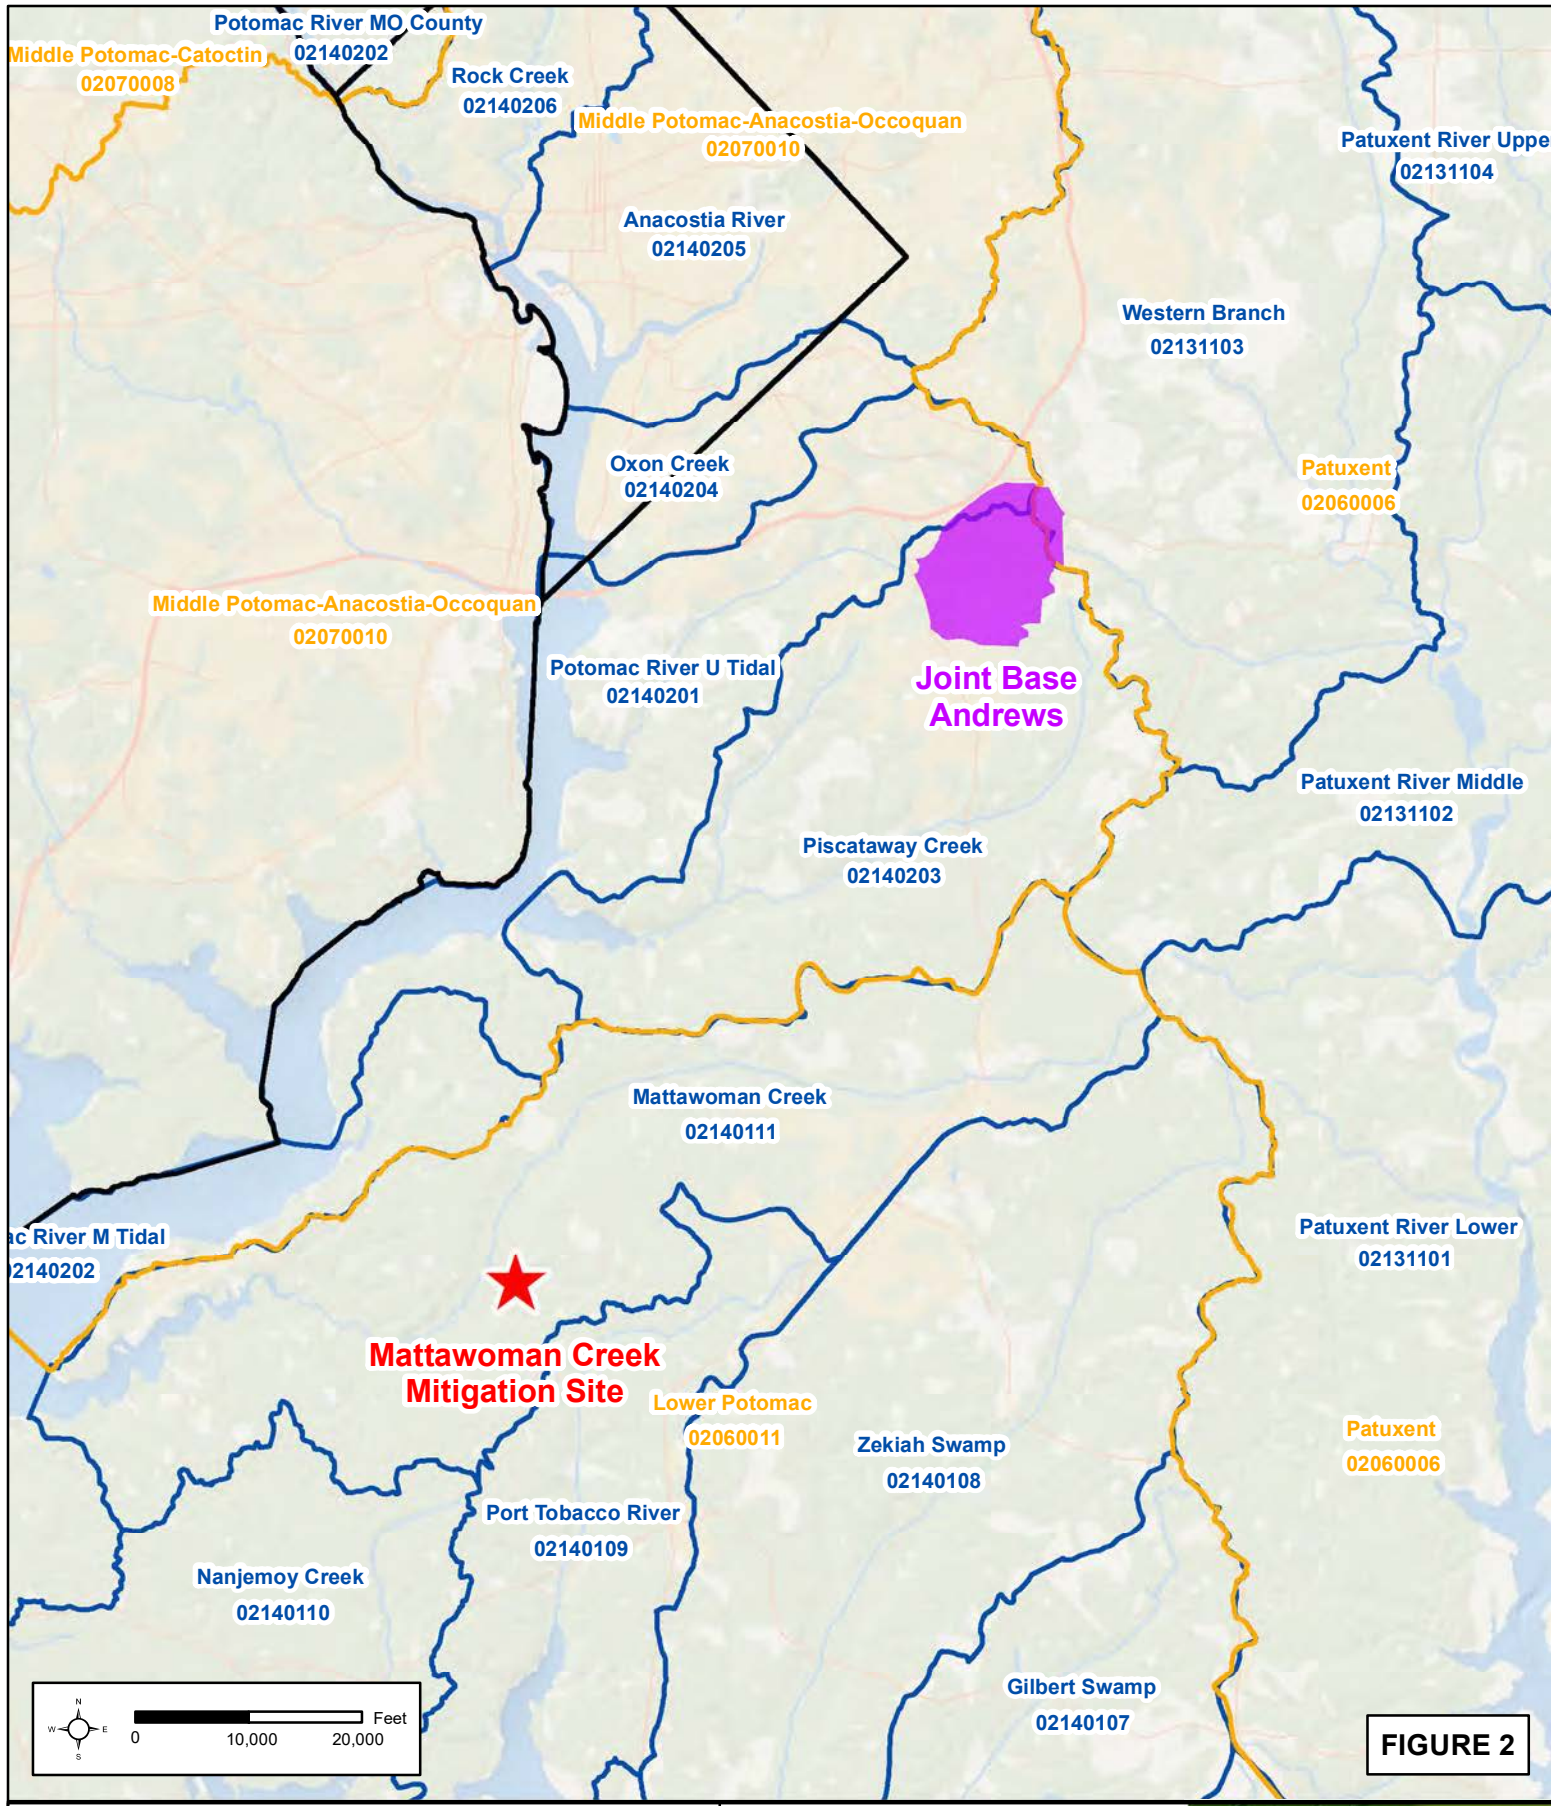 Potomac River MO County
02140202
Middle Potomac-Catoctin
02070008
Rock Creek
02140206
Middle Potomac-Anacostia-Occoquan
02070010
Patuxent River Uppe
02131104
Anacostia River
02140205
Western Branch
02131103
Oxon Creek
02140204
Patuxent
02060006
Middle Potomac-Anacostia-Occoquan
02070010
Potomac River U Tidal
02140201
Joint Base
Andrews
Patuxent River Middle
02131102
Piscataway Creek
02140203
Mattawoman Creek
02140111
ac River M Tidal
02140202
Patuxent River Lower
02131101
Mattawoman Creek
Mitigation Site
Lower Potomac
02060011
Zekiah Swamp
02140108
Patuxent
02060006
Port Tobacco River
02140109
Nanjemoy Creek
02140110
Gilbert Swamp
02140107
N
W E
S
Feet
0 10,000 20,000
FIGURE 2